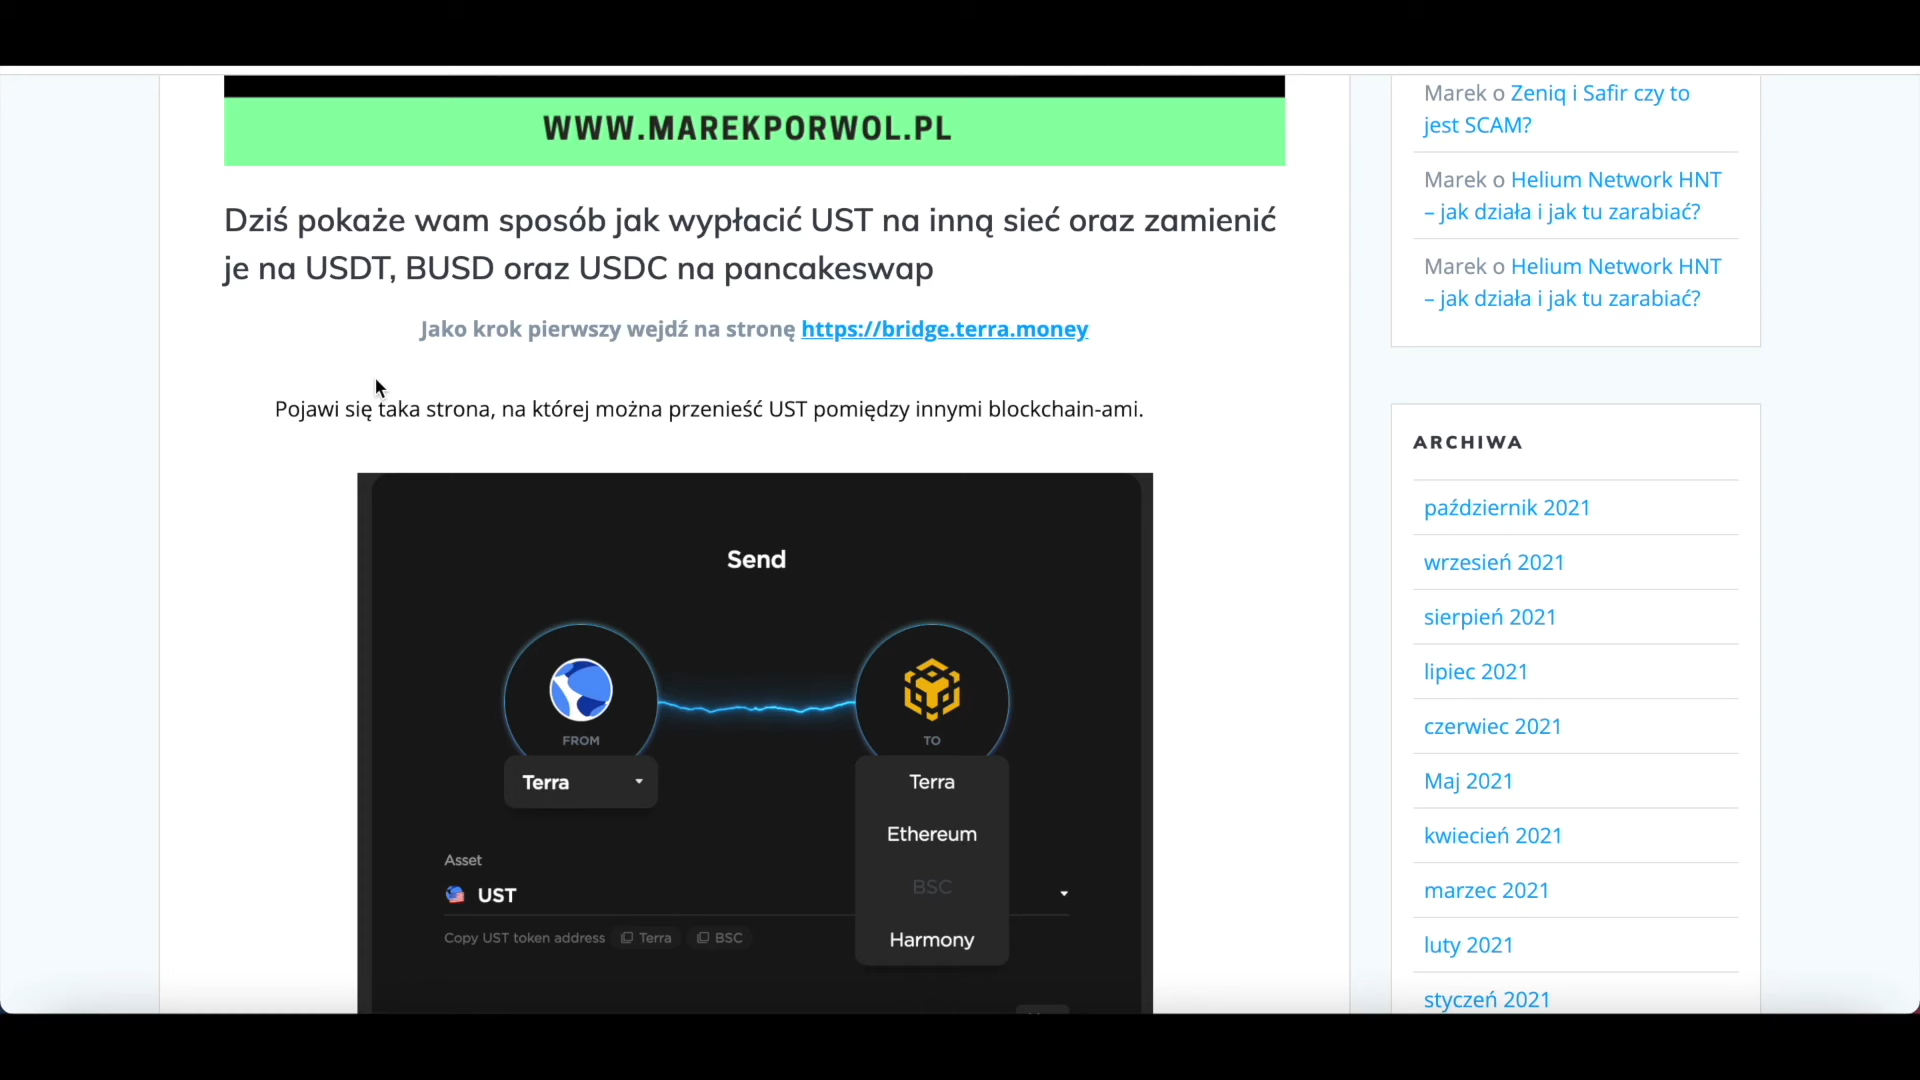 WWW.MAREKPORWOL.PL
Dziś pokaże wam sposób jak wypłacić UST na inną sieć oraz zamienić
je na USDT, BUSD oraz USDC na pancakeswap
Jako krok pierwszy wejdź na stronę https://bridge.terra.money
Pojawi się taka strona, na której można przenieść UST pomiędzy innymi blockchain-ami.
Send
FROM
TO
Terra
Terra
Ethereum
BSC
Harmony
Asset
UST
Copy UST token address Terra BSC
Marek o Zeniq i Safir czy to
jest SCAM?
Marek o Helium Network HNT
– jak działa i jak tu zarabiać?
Marek o Helium Network HNT
– jak działa i jak tu zarabiać?
ARCHIWA
październik 2021
wrzesień 2021
sierpień 2021
lipiec 2021
czerwiec 2021
Maj 2021
kwiecień 2021
marzec 2021
luty 2021
styczeń 2021